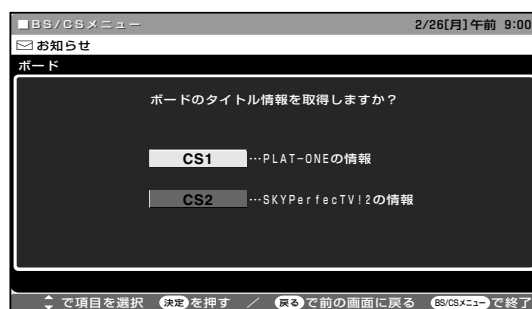 ■BS/CSメニュー 2/26[月]午前 9:00
お知らせ
ボード
ボードのタイトル情報を取得しますか？
CS1 …PLAT-ONEの情報
CS2 …SKYPerfecTV!2の情報
で項目を選択 決定を押す ／ 戻るで前の画面に戻る BS/CSメニューで終了